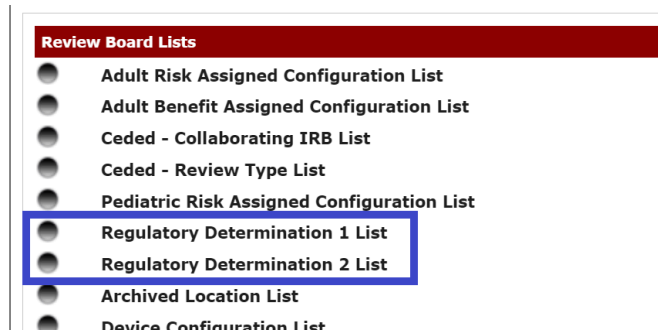 Review Board Lists
Adult Risk Assigned Configuration List
Adult Benefit Assigned Configuration List
Ceded - Collaborating IRB List
Ceded - Review Type List
Pediatric Risk Assigned Configuration List
Regulatory Determination 1 List
Regulatory Determination 2 List
Archived Location List
Device Configuration List